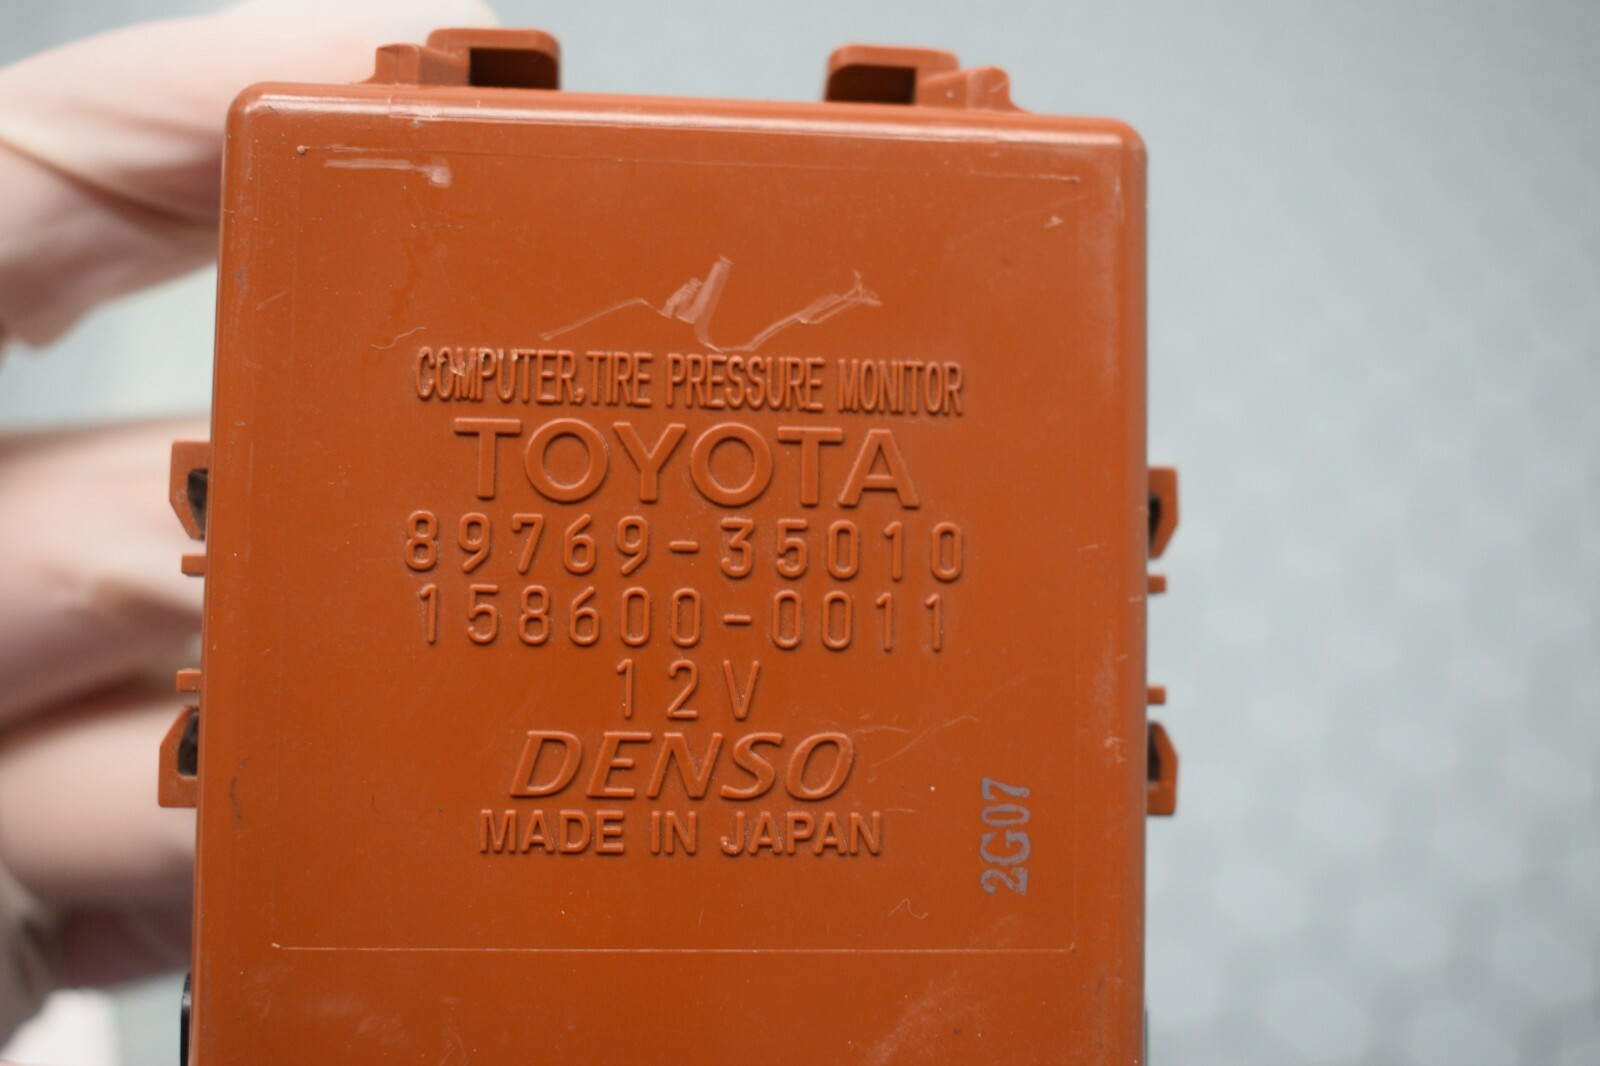 COMPUTER,TIRE PRESSURE MONITOR
TOYOTA
89769-35010
158600-0011
12V
DENSO
MADE IN JAPAN
2G07